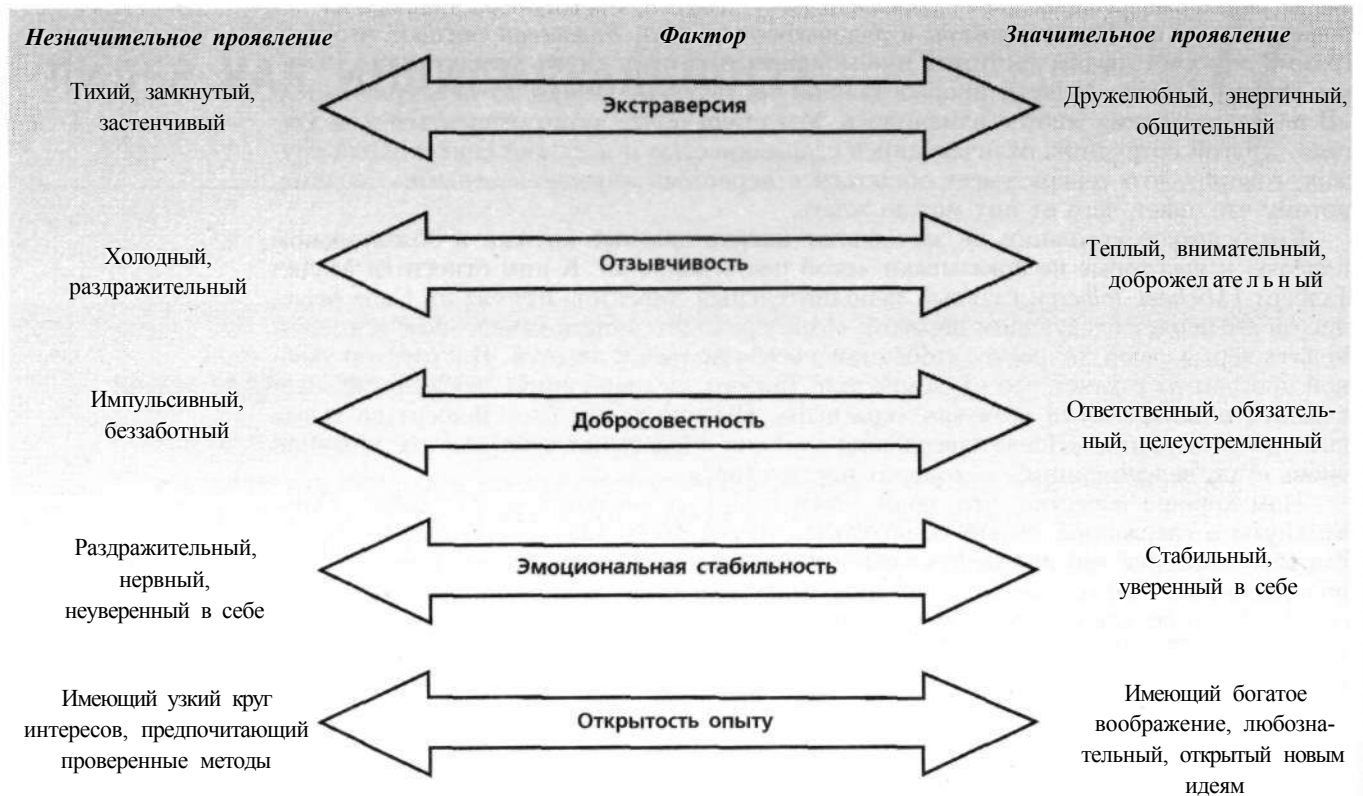 Незначительное проявление Фактор Значительное проявление
Тихий, замкнутый,
застенчивый
Экстраверсия
Дружелюбный, энергичный,
общительный
Холодный,
раздражительный
Отзывчивость
Теплый, внимательный,
доброжелательный
Импульсивный,
беззаботный
Добросовестность
Ответственный, обязатель-
ный, целеустремленный
Раздражительный,
нервный,
неуверенный в себе
Эмоциональная стабильность
Стабильный,
уверенный в себе
Имеющий узкий круг
интересов, предпочитающий
проверенные методы
Открытость опыту
Имеющий богатое
воображение, любозна-
тельный, открытый новым
идеям